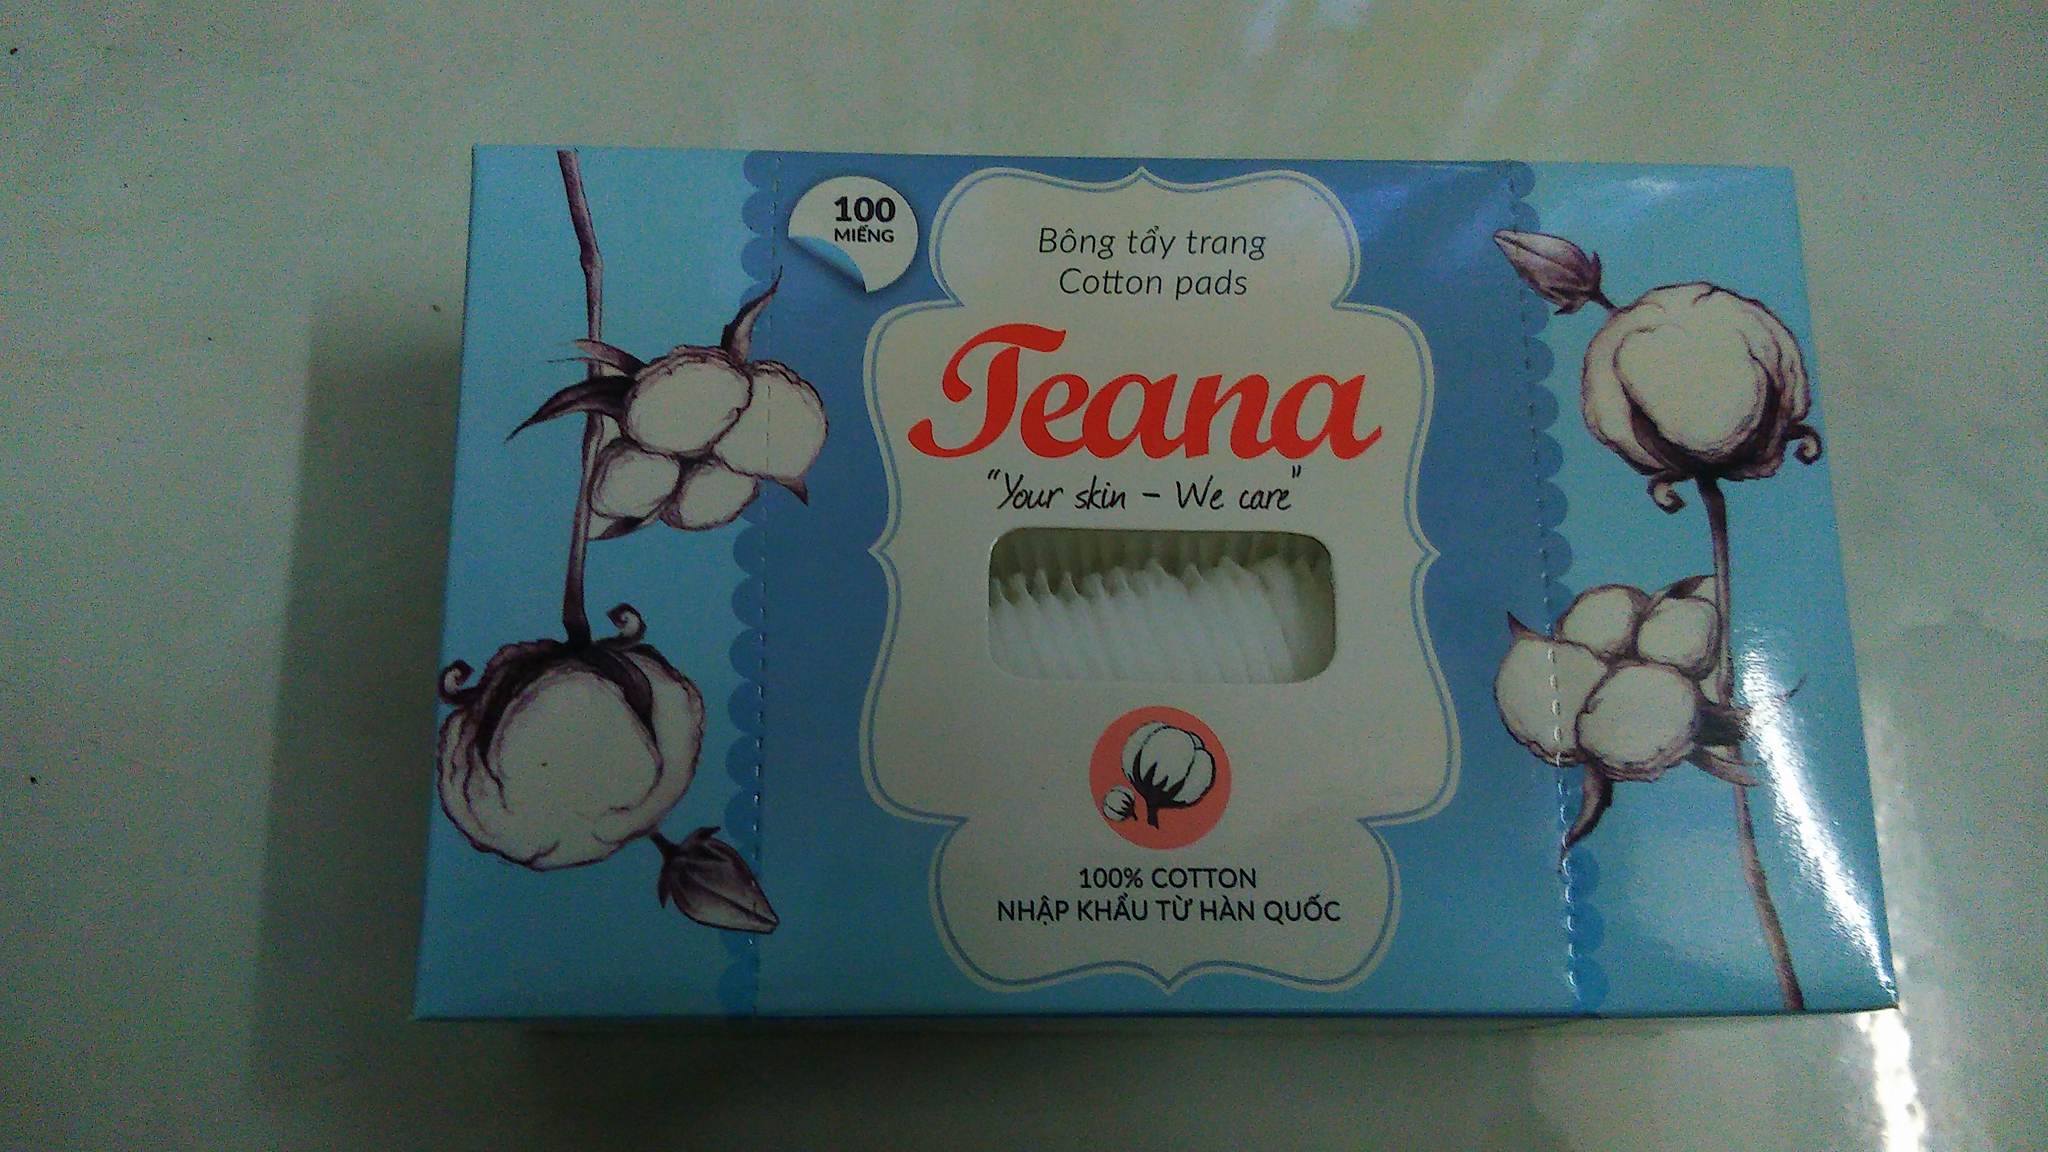 100
MIẾNG
Bông tẩy trang
Cotton pads
Teana
"Your skin - We care"
100% COTTON
NHẬP KHẨU TỪ HÀN QUỐC